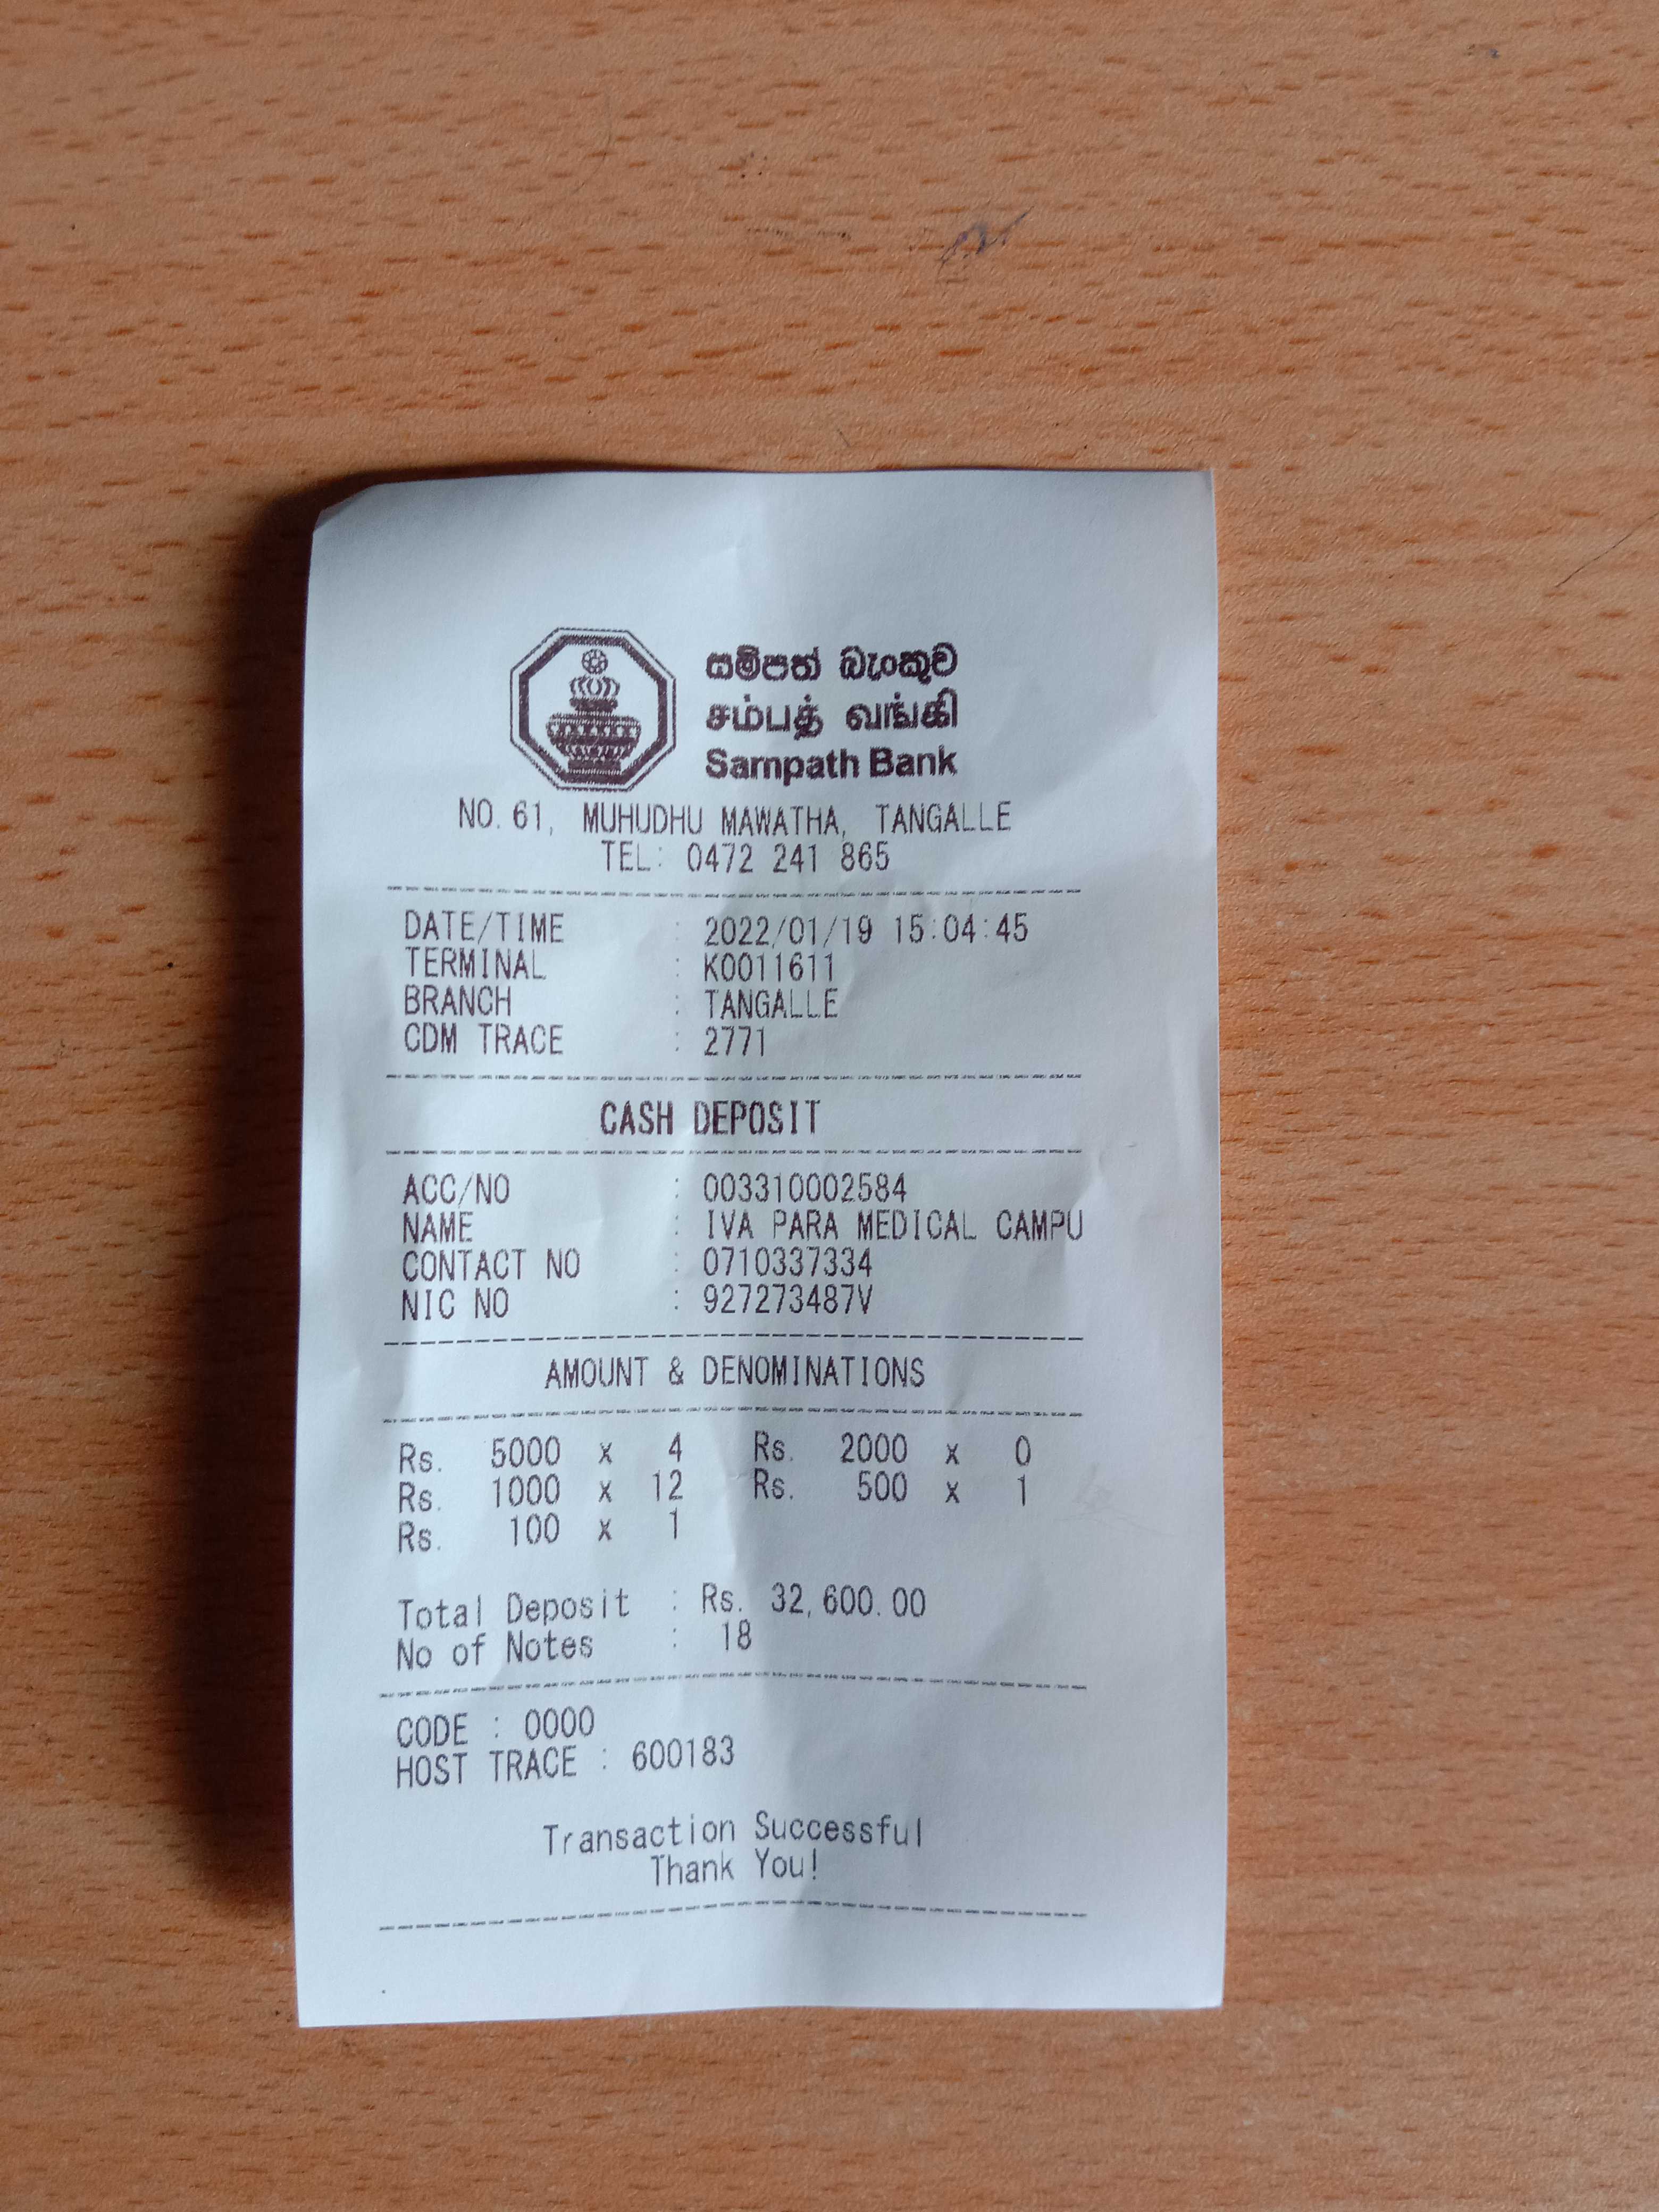 සම්පත් බැංකුව
சம்பத் வங்கி
Sampath Bank
NO. 61, MUHUDHU MAWATHA, TANGALLE
TEL: 0472 241 865
DATE/TIME : 2022/01/19 15:04:45
TERMINAL : K0011611
BRANCH : TANGALLE
CDM TRACE : 2771
CASH DEPOSIT
ACC/NO : 003310002584
NAME : IVA PARA MEDICAL CAMPU
CONTACT NO : 0710337334
NIC NO : 927273487V
AMOUNT & DENOMINATIONS
Rs. 5000 x 4 Rs. 2000 x 0
Rs. 1000 x 12 Rs. 500 x 1
Rs. 100 x 1
Total Deposit : Rs. 32,600.00
No of Notes : 18
CODE : 0000
HOST TRACE : 600183
Transaction Successful
Thank You!